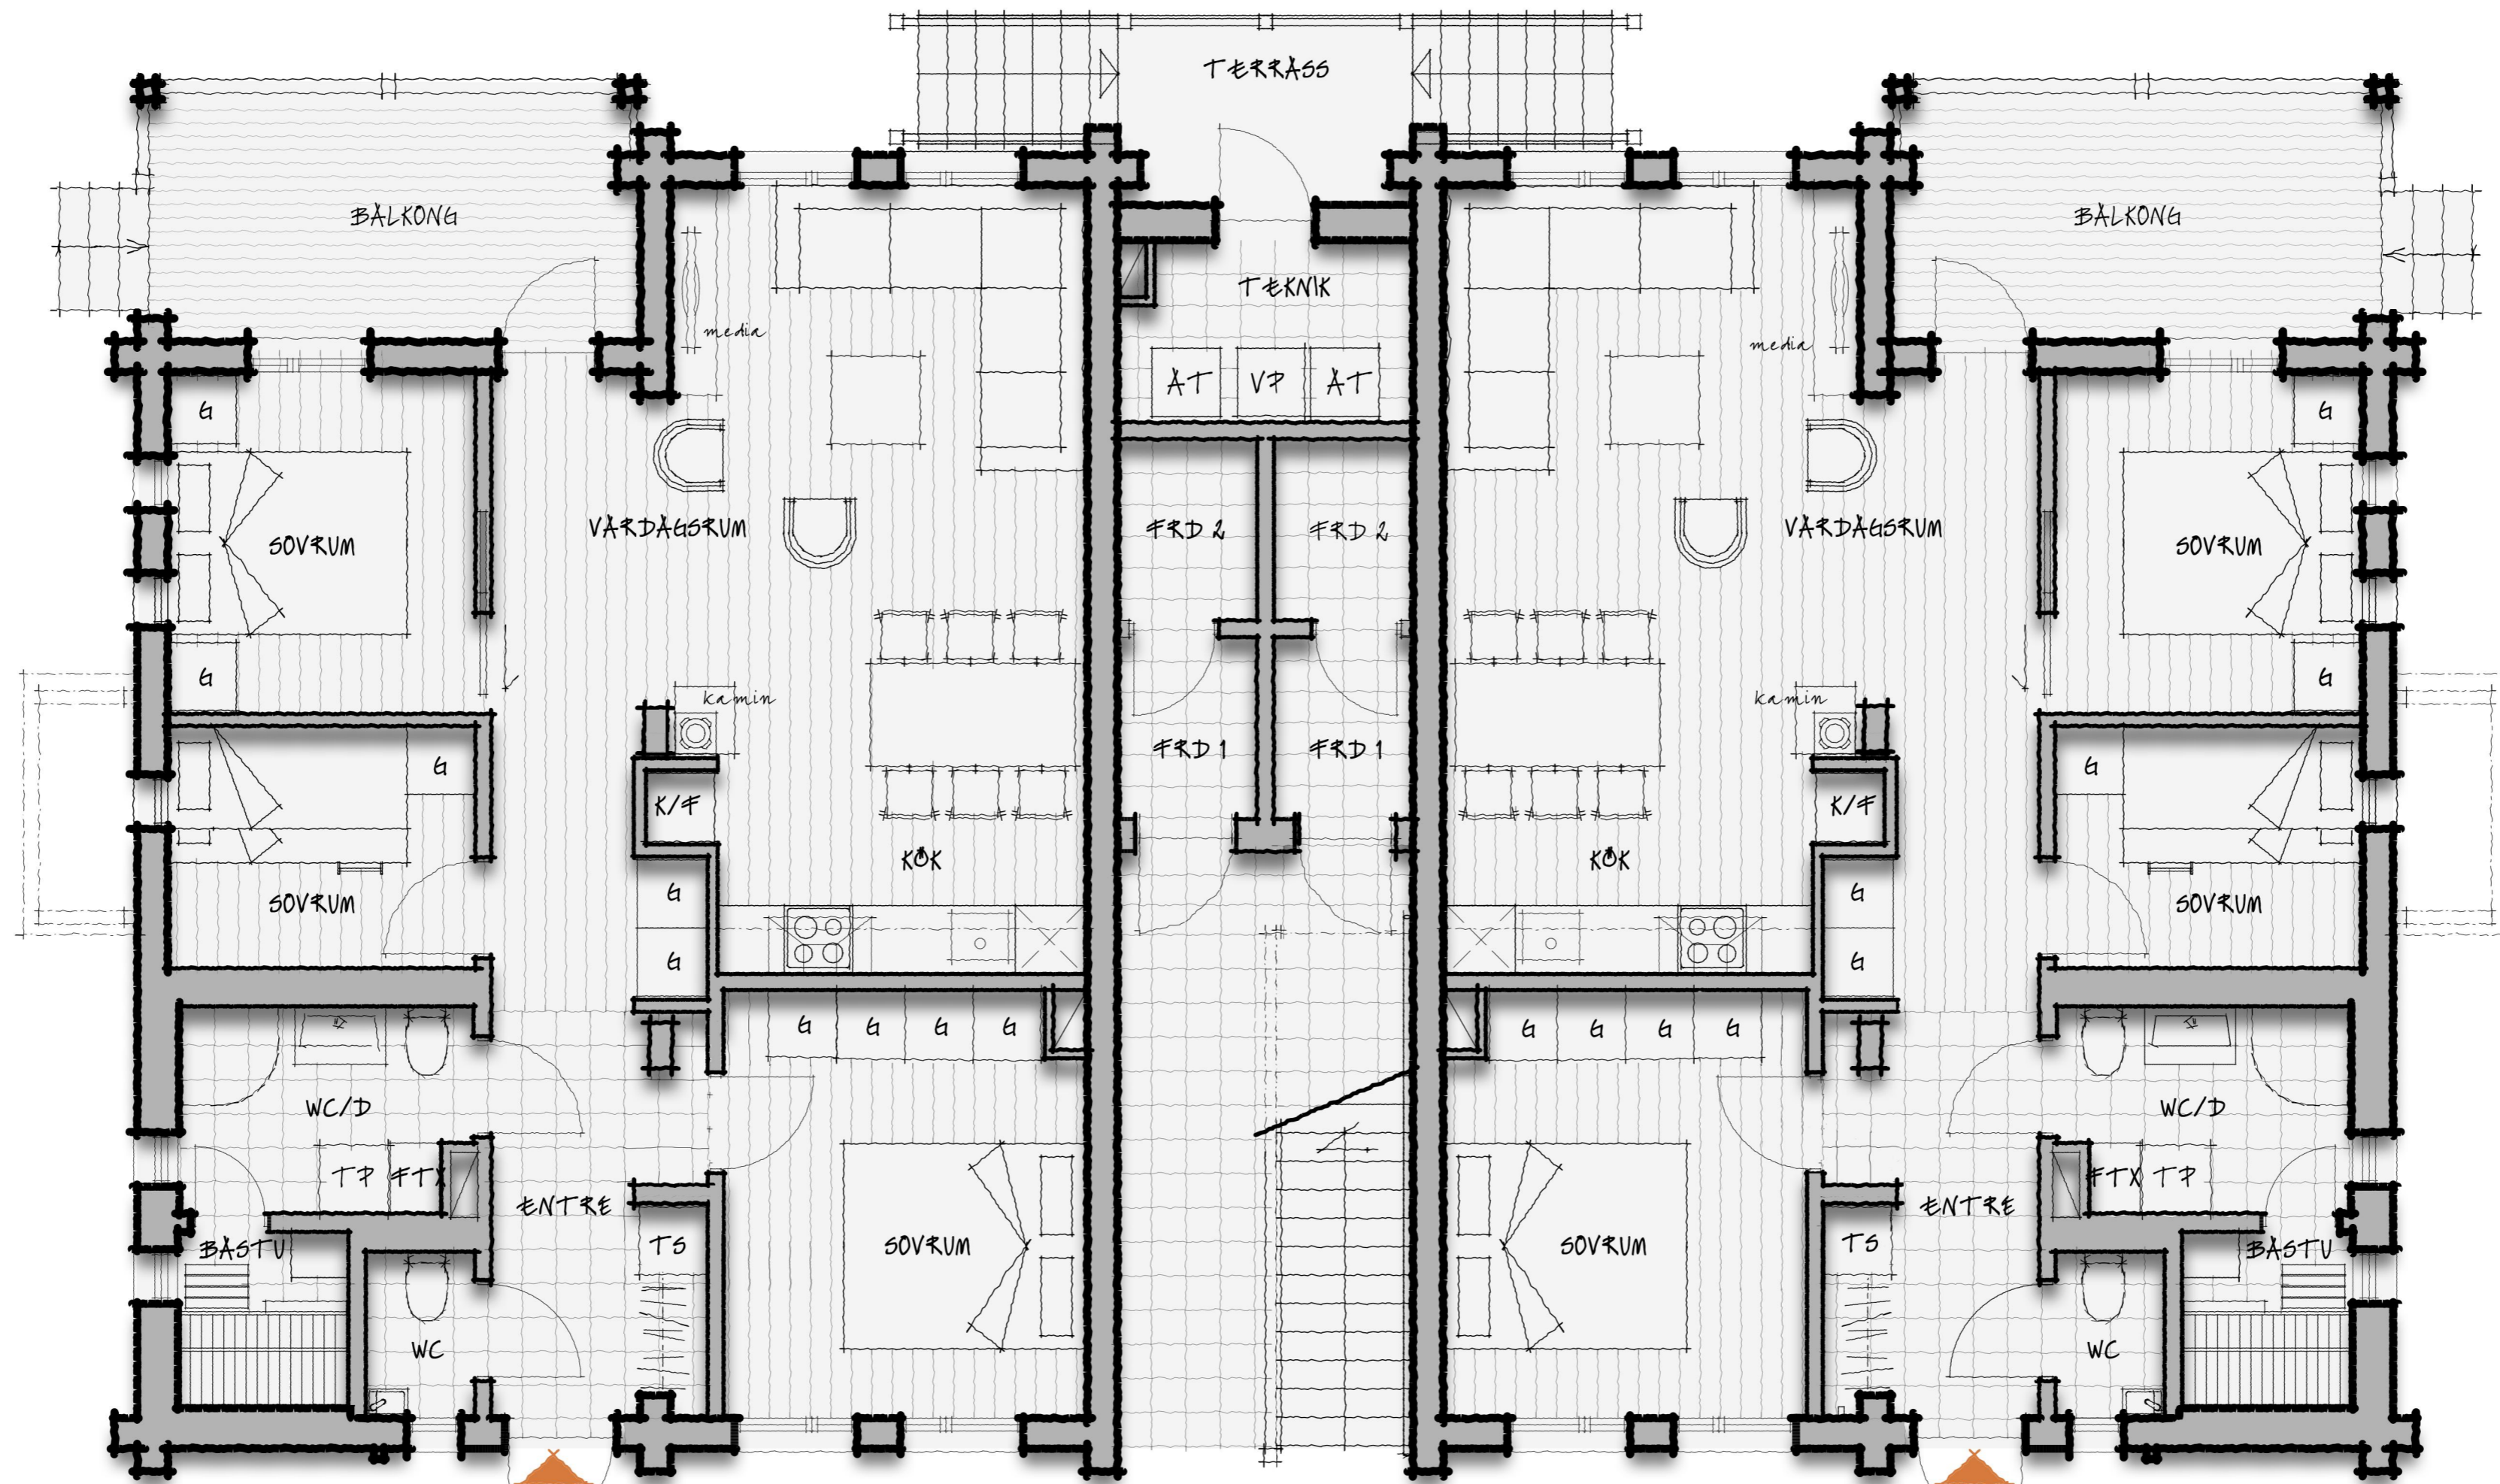 TERRASS
BALKONG
BALKONG
TEKNIK
media
media
AT
VP
AT
G
G
SOVRUM
VARDAGSRUM
FRD 2
FRD 2
VARDAGSRUM
SOVRUM
G
G
kamin
kamin
FRD 1
FRD 1
G
G
K/F
K/F
KÖK
KÖK
G
G
SOVRUM
SOVRUM
G
G
G
G
G
G
G
G
G
G
WC/D
WC/D
TP
FTX
FTX
TP
ENTRE
ENTRE
BASTU
TS
SOVRUM
SOVRUM
TS
BASTU
WC
WC